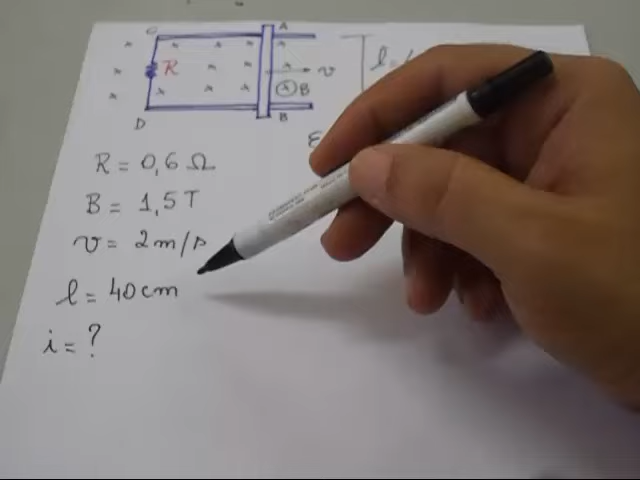 C A
R v
B
D B
R = 0,6 Ω
B = 1,5 T
v = 2 m/s
l = 40 cm
i = ?
l =
ε